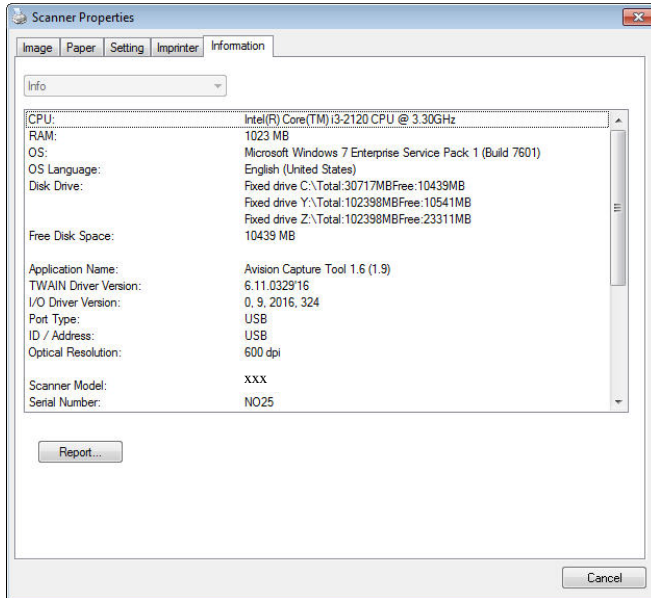 Scanner Properties
Image Paper Setting Imprinter Information
Info
CPU: Intel(R) Core(TM) i3-2120 CPU @ 3.30GHz
RAM: 1023 MB
OS: Microsoft Windows 7 Enterprise Service Pack 1 (Build 7601)
OS Language: English (United States)
Disk Drive: Fixed drive C:\Total:30717MBFree:10439MB
Fixed drive Y:\Total:102398MBFree:10541MB
Fixed drive Z:\Total:102398MBFree:23311MB
Free Disk Space: 10439 MB
Application Name: Avision Capture Tool 1.6 (1.9)
TWAIN Driver Version: 6.11.0329'16
I/O Driver Version: 0, 9, 2016, 324
Port Type: USB
ID / Address: USB
Optical Resolution: 600 dpi
Scanner Model: xxx
Serial Number: NO25
Report...
Cancel